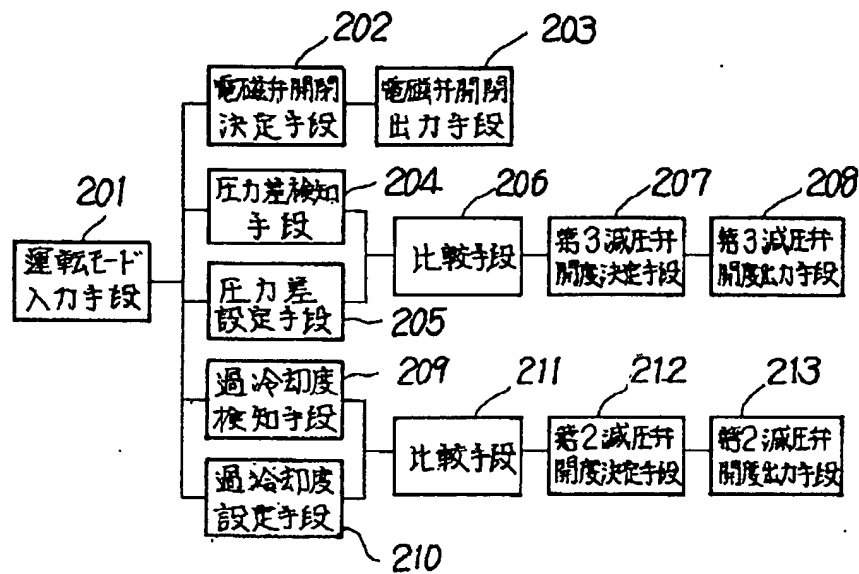 202
203
電磁弁開閉
決定手段
電磁弁開閉
出力手段
201
運転モード
入力手段
204
圧力差検知
手段
205
圧力差
設定手段
206
比較手段
207
第3減圧弁
開度決定手段
208
第3減圧弁
開度出力手段
209
過冷却度
検知手段
210
過冷却度
設定手段
211
比較手段
212
第2減圧弁
開度決定手段
213
第2減圧弁
開度出力手段